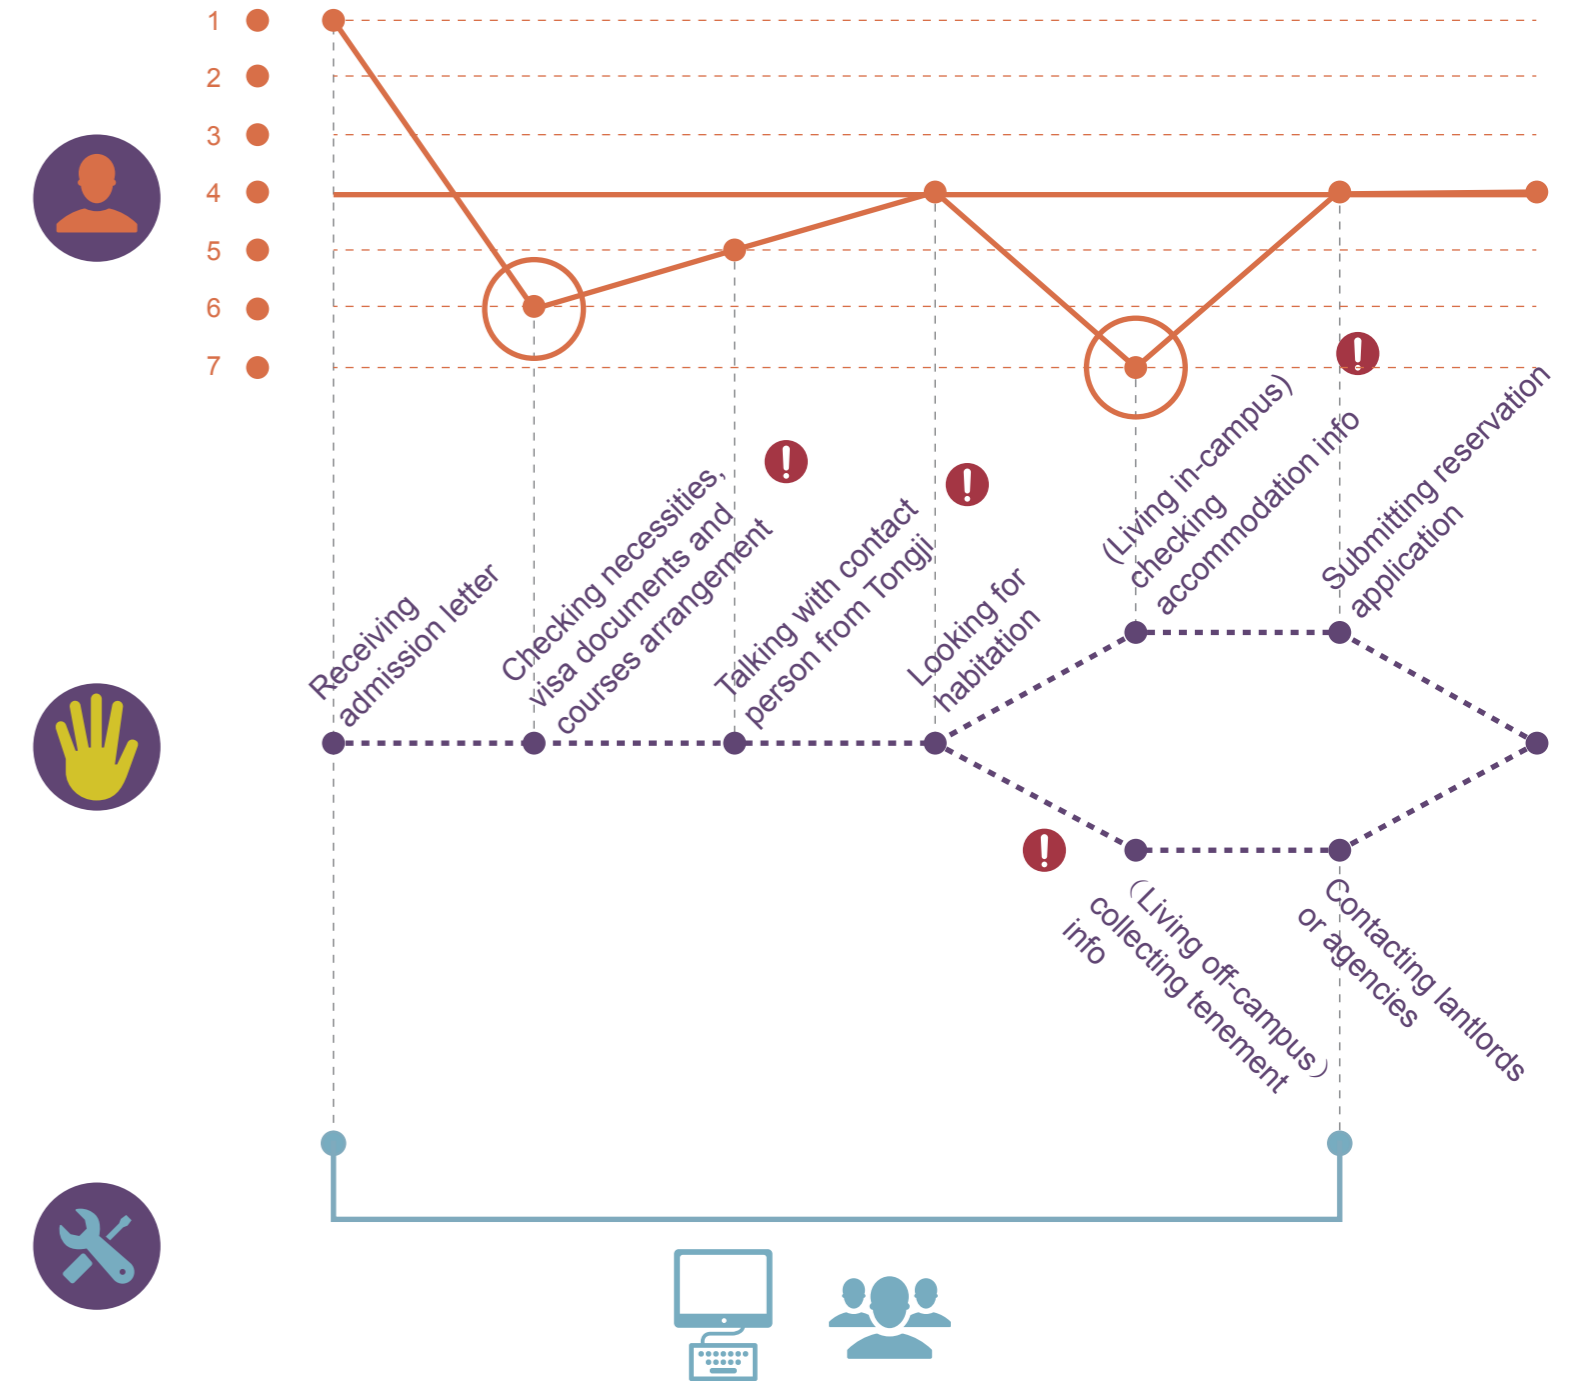 1
2
3
4
5
6
7
Receiving
admission letter
Checking necessities,
visa documents and
courses arrangement
Talking with contact
person from Tongji
Looking for
habitation
(Living in-campus)
checking
accommodation info
Submitting reservation
application
（Living off-campus）
collecting tenement
info
Contacting lantlords
or agencies